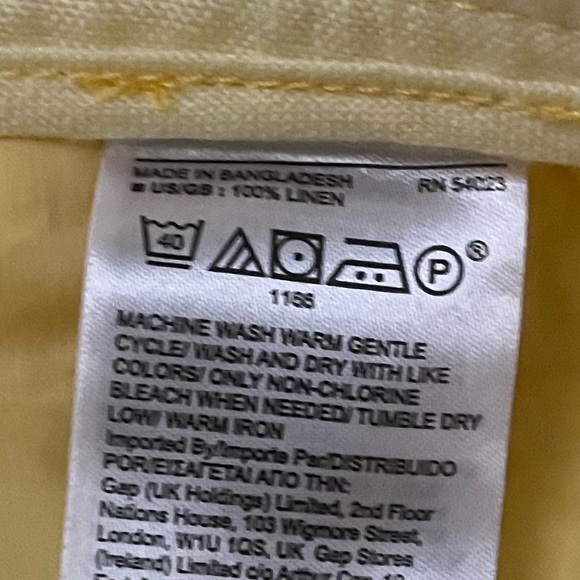 MADE IN BANGLADESH RN 54023
■ US/GB : 100% LINEN
40 P ®
MACHINE WASH WARM GENTLE
CYCLE/ WASH AND DRY WITH LIKE
COLORS/ ONLY NON-CHLORINE
BLEACH WHEN NEEDED/ TUMBLE DRY
LOW/ WARM IRON
Imported By/Importe Par/DISTRIBUIDO
POR/ΕΙΣΑΓΕΤΑΙ ΑΠΟ ΤΗΝ:
Gap (UK Holdings) Limited, 2nd Floor
Nations House, 103 Wigmore Street,
London, W1U 1QS, UK Gap Stores
(Ireland) Limited c/o Arthur